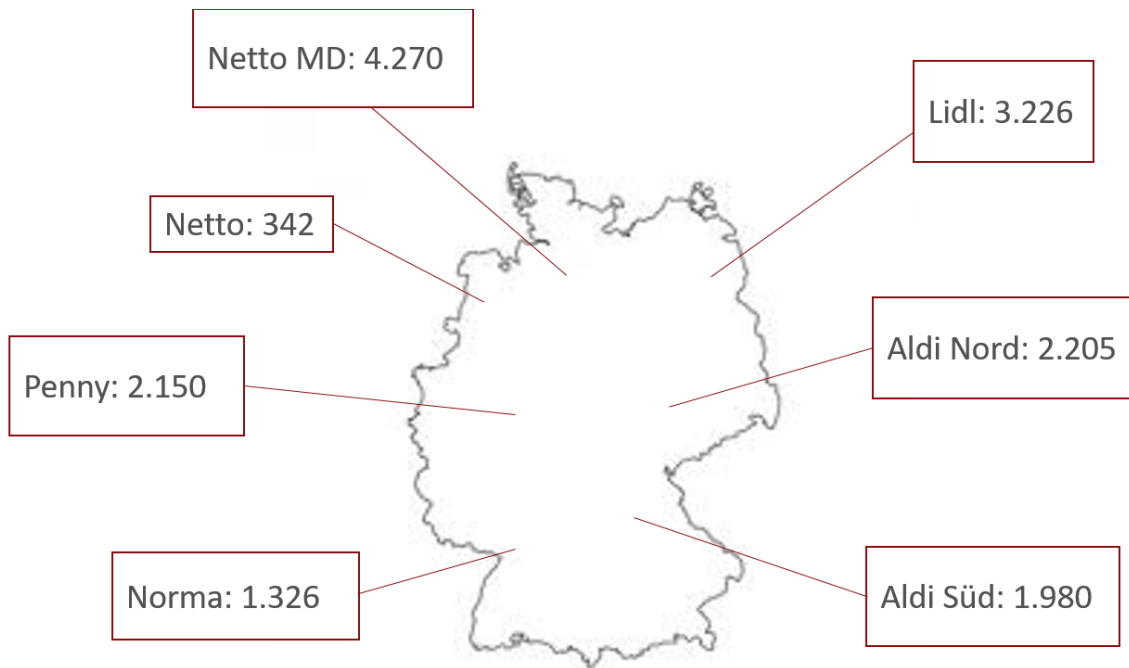 Netto MD: 4.270
Lidl: 3.226
Netto: 342
Aldi Nord: 2.205
Penny: 2.150
Norma: 1.326
Aldi Süd: 1.980